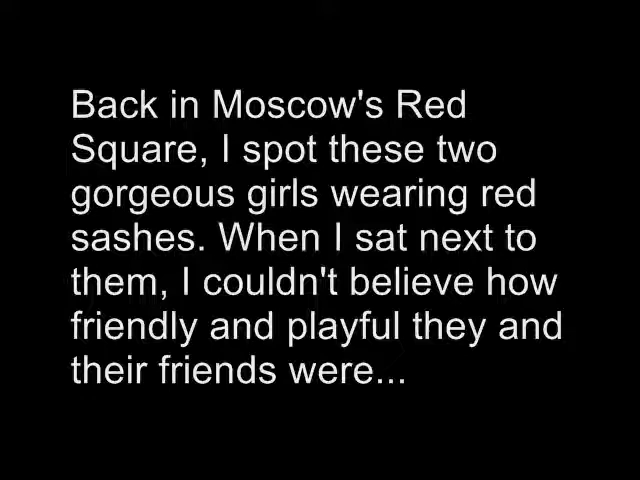 Back in Moscow's Red
Square, I spot these two
gorgeous girls wearing red
sashes. When I sat next to
them, I couldn't believe how
friendly and playful they and
their friends were...